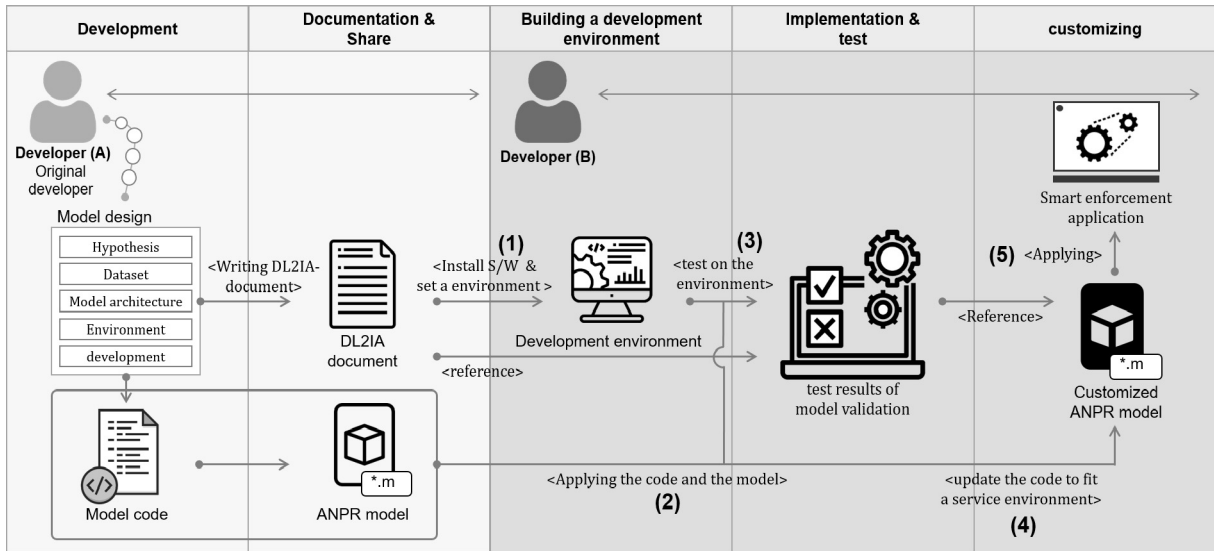 Development
Documentation &
Share
Building a development
environment
Implementation &
test
customizing
Developer (A)
Original
developer
Developer (B)
Model design
Hypothesis
Dataset
Model architecture
Environment
development
<Writing DL2IA-
document>
DL2IA
document
(1)
<Install S/W &
set a environment >
</>
Development environment
<reference>
(3)
<test on the
environment>
test results of
model validation
<Reference>
Smart enforcement
application
(5) <Applying>
*.m
Customized
ANPR model
</>
Model code
*.m
ANPR model
<Applying the code and the model>
(2)
<update the code to fit
a service environment>
(4)